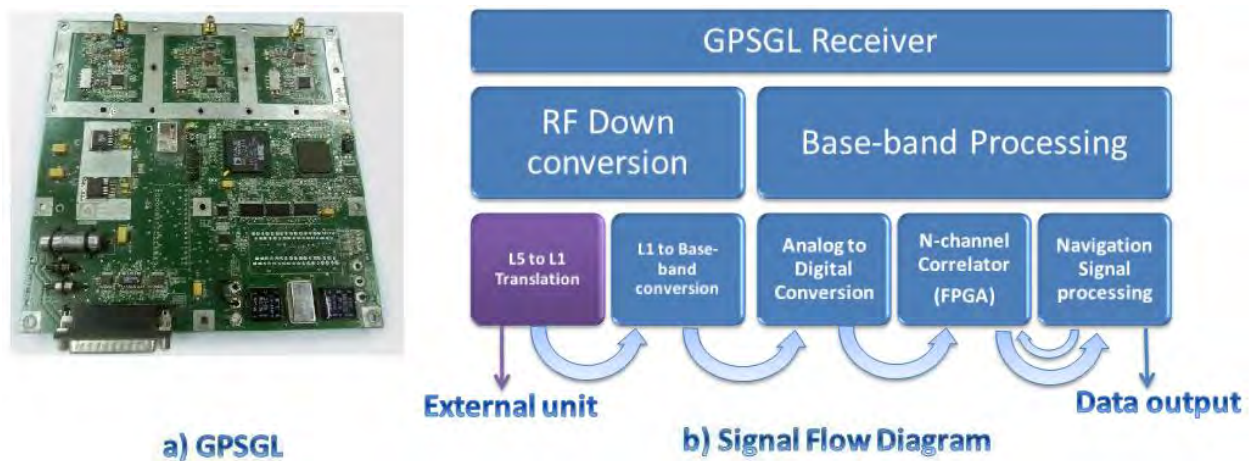 GPSGL Receiver
RF Down
conversion
Base-band Processing
L5 to L1
Translation
L1 to Base-
band
conversion
Analog to
Digital
Conversion
N-channel
Correlator
(FPGA)
Navigation
Signal
processing
External unit
Data output
a) GPSGL
b) Signal Flow Diagram